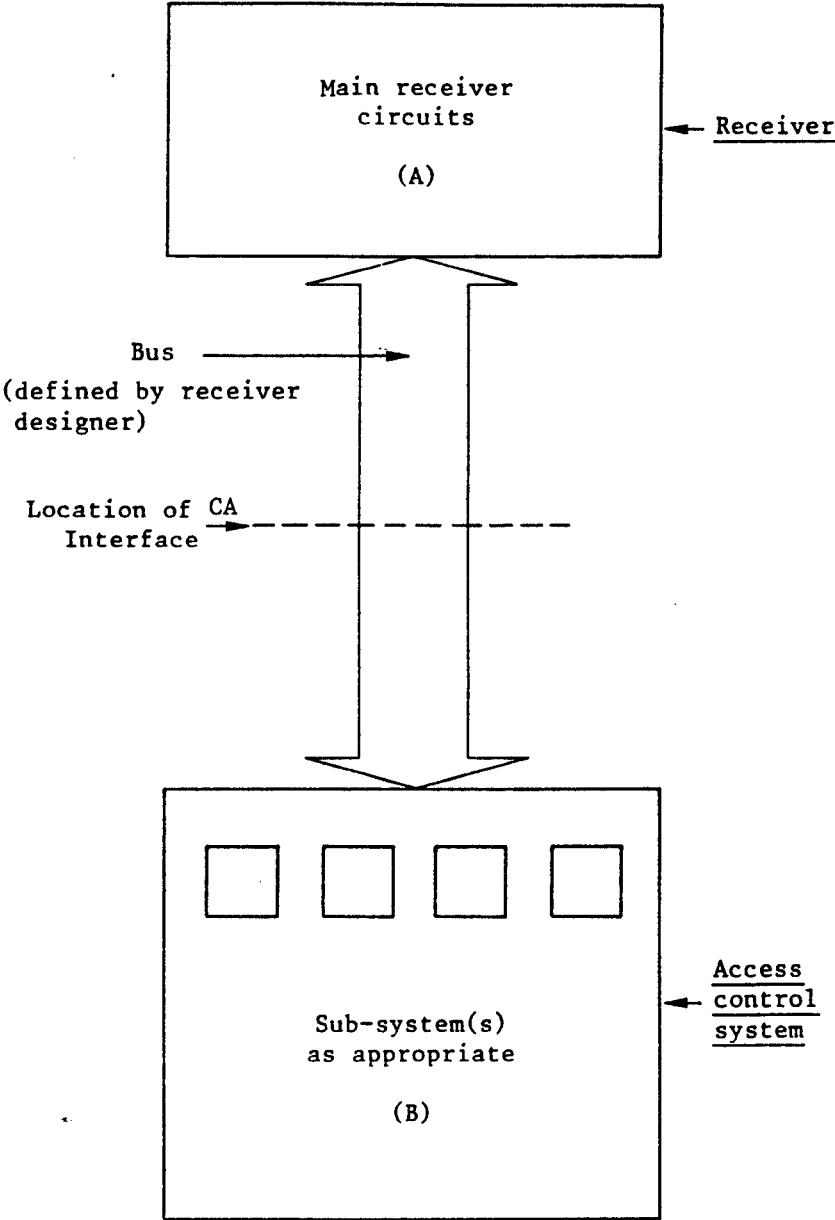 Main receiver
circuits
(A)
Receiver
Bus
(defined by receiver
designer)
Location of CA
Interface
Sub-system(s)
as appropriate
(B)
Access
control
system